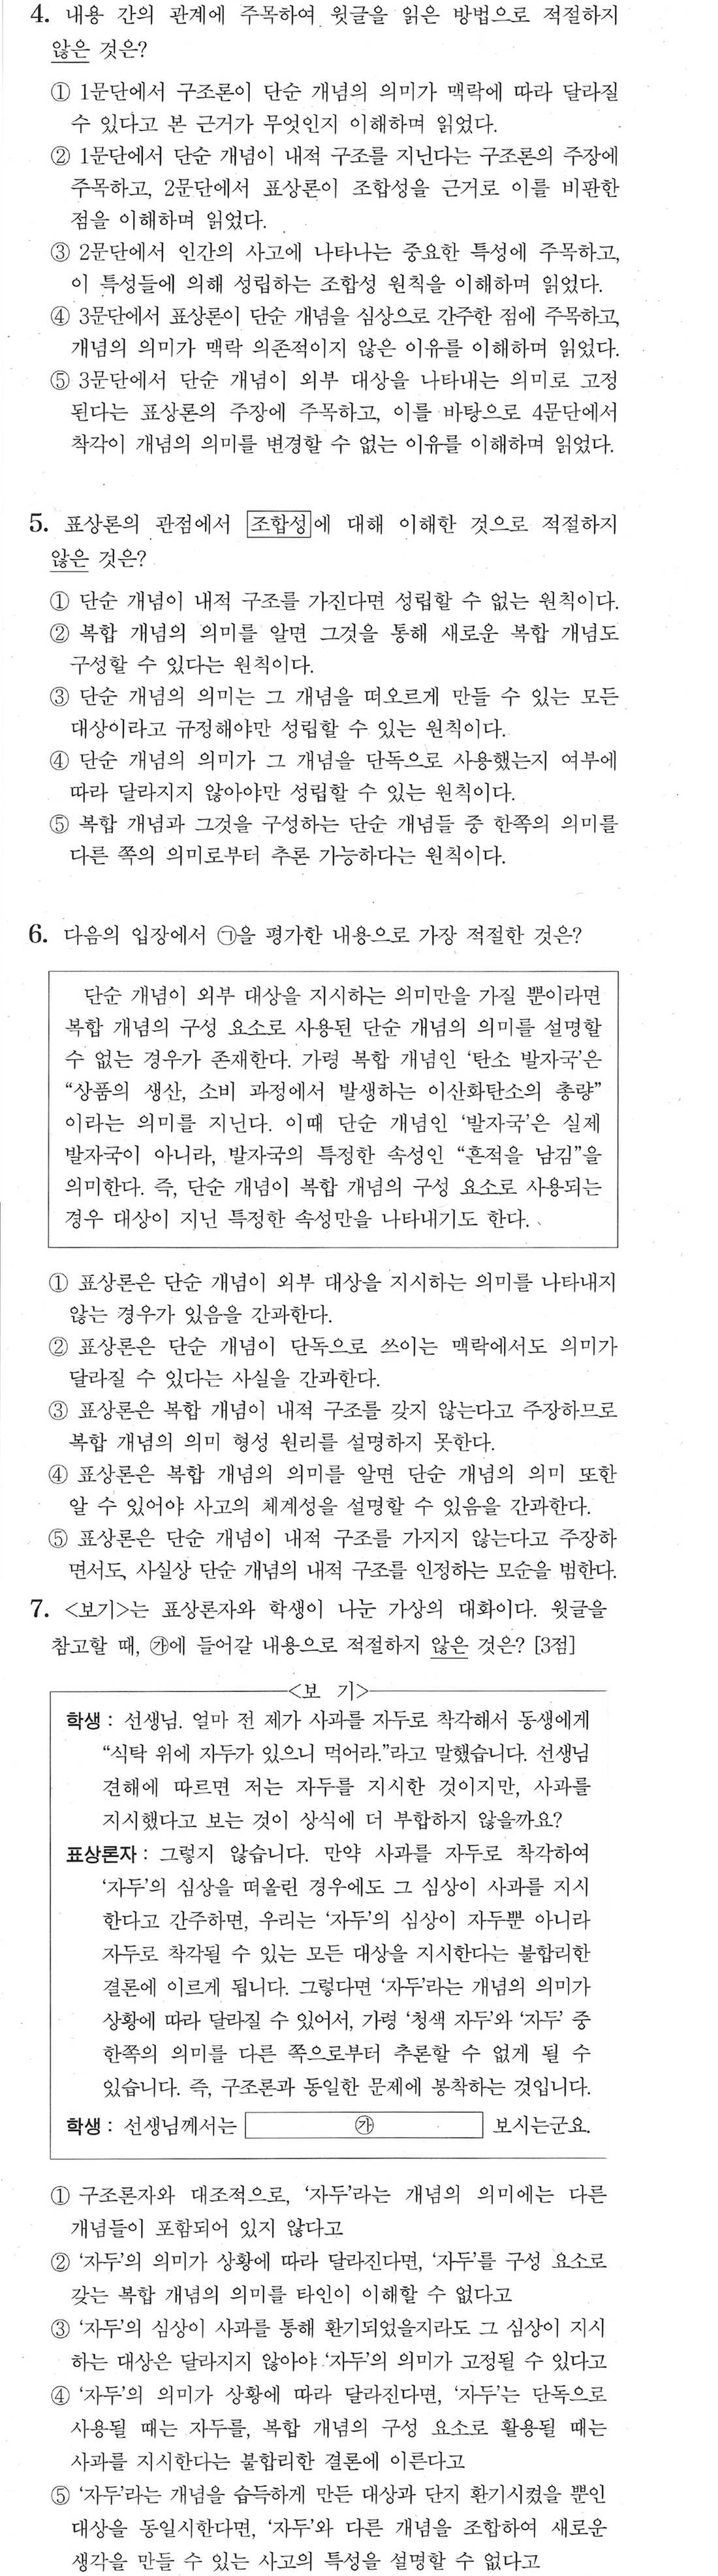 4. 내용 간의 관계에 주목하여 윗글을 읽은 방법으로 적절하지
않은 것은?
① 1문단에서 구조론이 단순 개념의 의미가 맥락에 따라 달라질
수 있다고 본 근거가 무엇인지 이해하며 읽었다.
② 1문단에서 단순 개념이 내적 구조를 지닌다는 구조론의 주장에
주목하고, 2문단에서 표상론이 조합성을 근거로 이를 비판한
점을 이해하며 읽었다.
③ 2문단에서 인간의 사고에 나타나는 중요한 특성에 주목하고,
이 특성들에 의해 성립하는 조합성 원칙을 이해하며 읽었다.
④ 3문단에서 표상론이 단순 개념을 심상으로 간주한 점에 주목하고,
개념의 의미가 맥락 의존적이지 않은 이유를 이해하며 읽었다.
⑤ 3문단에서 단순 개념이 외부 대상을 나타내는 의미로 고정
된다는 표상론의 주장에 주목하고, 이를 바탕으로 4문단에서
착각이 개념의 의미를 변경할 수 없는 이유를 이해하며 읽었다.
5. 표상론의 관점에서 조합성에 대해 이해한 것으로 적절하지
않은 것은?
① 단순 개념이 내적 구조를 가진다면 성립할 수 없는 원칙이다.
② 복합 개념의 의미를 알면 그것을 통해 새로운 복합 개념도
구성할 수 있다는 원칙이다.
③ 단순 개념의 의미는 그 개념을 떠오르게 만들 수 있는 모든
대상이라고 규정해야만 성립할 수 있는 원칙이다.
④ 단순 개념의 의미가 그 개념을 단독으로 사용했는지 여부에
따라 달라지지 않아야만 성립할 수 있는 원칙이다.
⑤ 복합 개념과 그것을 구성하는 단순 개념들 중 한쪽의 의미를
다른 쪽의 의미로부터 추론 가능하다는 원칙이다.
6. 다음의 입장에서 ㉠을 평가한 내용으로 가장 적절한 것은?
단순 개념이 외부 대상을 지시하는 의미만을 가질 뿐이라면
복합 개념의 구성 요소로 사용된 단순 개념의 의미를 설명할
수 없는 경우가 존재한다. 가령 복합 개념인 ‘탄소 발자국’은
“상품의 생산, 소비 과정에서 발생하는 이산화탄소의 총량”
이라는 의미를 지닌다. 이때 단순 개념인 ‘발자국’은 실제
발자국이 아니라, 발자국의 특정한 속성인 “흔적을 남김”을
의미한다. 즉, 단순 개념이 복합 개념의 구성 요소로 사용되는
경우 대상이 지닌 특정한 속성만을 나타내기도 한다.
① 표상론은 단순 개념이 외부 대상을 지시하는 의미를 나타내지
않는 경우가 있음을 간과한다.
② 표상론은 단순 개념이 단독으로 쓰이는 맥락에서도 의미가
달라질 수 있다는 사실을 간과한다.
③ 표상론은 복합 개념이 내적 구조를 갖지 않는다고 주장하므로
복합 개념의 의미 형성 원리를 설명하지 못한다.
④ 표상론은 복합 개념의 의미를 알면 단순 개념의 의미 또한
알 수 있어야 사고의 체계성을 설명할 수 있음을 간과한다.
⑤ 표상론은 단순 개념이 내적 구조를 가지지 않는다고 주장하
면서도, 사실상 단순 개념의 내적 구조를 인정하는 모순을 범한다.
7. <보기>는 표상론자와 학생이 나눈 가상의 대화이다. 윗글을
참고할 때, ㉮에 들어갈 내용으로 적절하지 않은 것은? [3점]
<보 기>
학생 : 선생님. 얼마 전 제가 사과를 자두로 착각해서 동생에게
“식탁 위에 자두가 있으니 먹어라.”라고 말했습니다. 선생님
견해에 따르면 저는 자두를 지시한 것이지만, 사과를
지시했다고 보는 것이 상식에 더 부합하지 않을까요?
표상론자 : 그렇지 않습니다. 만약 사과를 자두로 착각하여
‘자두’의 심상을 떠올린 경우에도 그 심상이 사과를 지시
한다고 간주하면, 우리는 ‘자두’의 심상이 자두뿐 아니라
자두로 착각될 수 있는 모든 대상을 지시한다는 불합리한
결론에 이르게 됩니다. 그렇다면 ‘자두’라는 개념의 의미가
상황에 따라 달라질 수 있어서, 가령 ‘청색 자두’와 ‘자두’ 중
한쪽의 의미를 다른 쪽으로부터 추론할 수 없게 될 수
있습니다. 즉, 구조론과 동일한 문제에 봉착하는 것입니다.
학생 : 선생님께서는 ㉮ 보시는군요.
① 구조론자와 대조적으로, ‘자두’라는 개념의 의미에는 다른
개념들이 포함되어 있지 않다고
② ‘자두’의 의미가 상황에 따라 달라진다면, ‘자두’를 구성 요소로
갖는 복합 개념의 의미를 타인이 이해할 수 없다고
③ ‘자두’의 심상이 사과를 통해 환기되었을지라도 그 심상이 지시
하는 대상은 달라지지 않아야 ‘자두’의 의미가 고정될 수 있다고
④ ‘자두’의 의미가 상황에 따라 달라진다면, ‘자두’는 단독으로
사용될 때는 자두를, 복합 개념의 구성 요소로 활용될 때는
사과를 지시한다는 불합리한 결론에 이른다고
⑤ ‘자두’라는 개념을 습득하게 만든 대상과 단지 환기시켰을 뿐인
대상을 동일시한다면, ‘자두’와 다른 개념을 조합하여 새로운
생각을 만들 수 있는 사고의 특성을 설명할 수 없다고